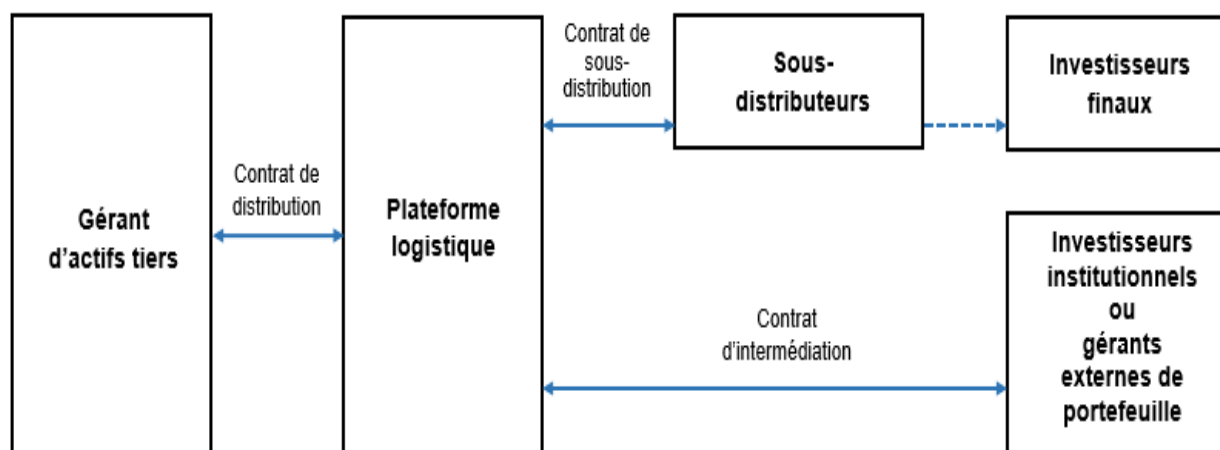 Gérant
d'actifs tiers
Contrat de
distribution
Plateforme
logistique
Contrat de
sous-
distribution
Sous-
distributeurs
Investisseurs
finaux
Contrat
d'intermédiation
Investisseurs
institutionnels
ou
gérants
externes de
portefeuille